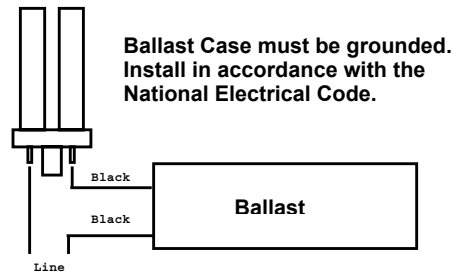 Ballast Case must be grounded.
Install in accordance with the
National Electrical Code.
Black
Ballast
Black
Line